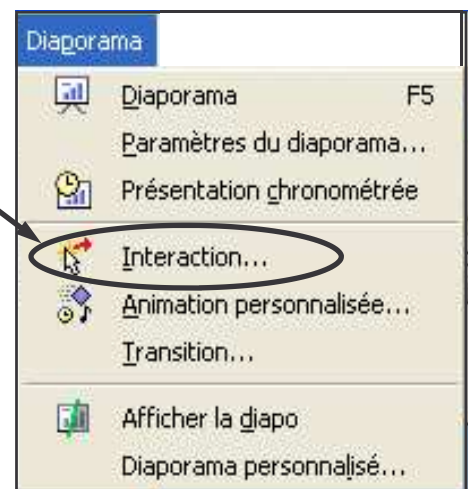 Diaporama
Diaporama F5
Paramètres du diaporama...
Présentation chronométrée
Interaction...
Animation personnalisée...
Transition...
Afficher la diapo
Diaporama personnalisé...